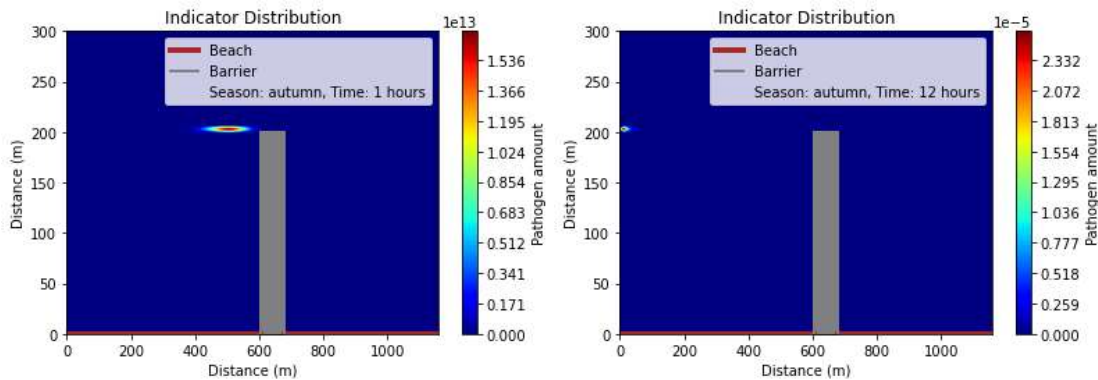 Indicator Distribution
1e13
300
250
200
150
100
50
0
0 200 400 600 800 1000
Distance (m)
Distance (m)
Beach
Barrier
Season: autumn, Time: 1 hours
1.536
1.366
1.195
1.024
0.854
0.683
0.512
0.341
0.171
0.000
Pathogen amount
Indicator Distribution
1e−5
300
250
200
150
100
50
0
0 200 400 600 800 1000
Distance (m)
Distance (m)
Beach
Barrier
Season: autumn, Time: 12 hours
2.332
2.072
1.813
1.554
1.295
1.036
0.777
0.518
0.259
0.000
Pathogen amount